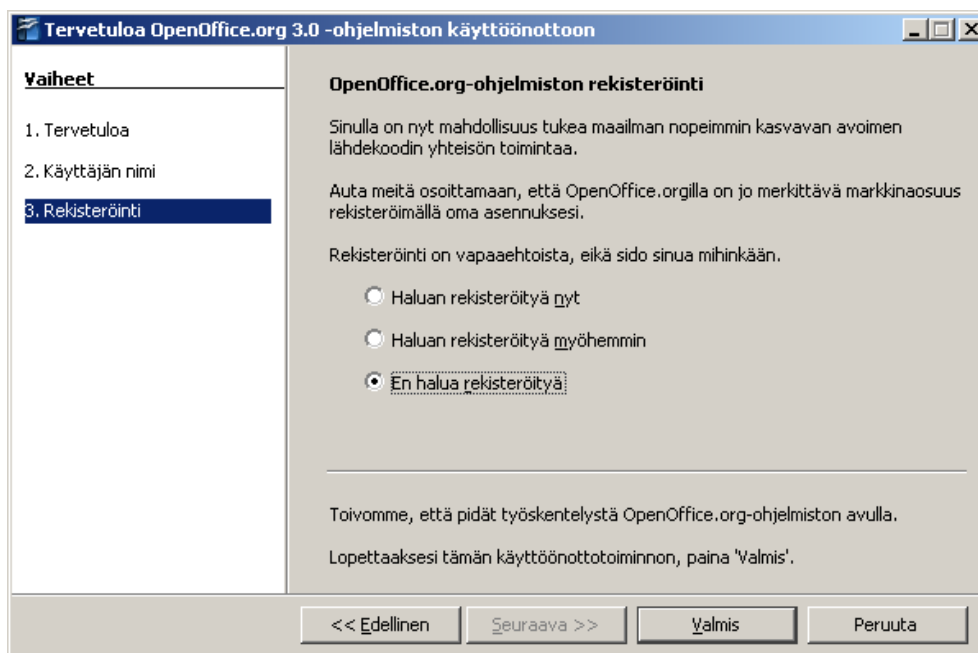 Tervetuloa OpenOffice.org 3.0 -ohjelmiston käyttöönottoon
Vaiheet
1. Tervetuloa
2. Käyttäjän nimi
3. Rekisteröinti
OpenOffice.org-ohjelmiston rekisteröinti
Sinulla on nyt mahdollisuus tukea maailman nopeimmin kasvavan avoimen
lähdekoodin yhteisön toimintaa.
Auta meitä osoittamaan, että OpenOffice.orgilla on jo merkittävä markkinaosuus
rekisteröimällä oma asennuksesi.
Rekisteröinti on vapaaehtoista, eikä sido sinua mihinkään.
Haluan rekisteröityä nyt
Haluan rekisteröityä myöhemmin
En halua rekisteröityä
Toivomme, että pidät työskentelystä OpenOffice.org-ohjelmiston avulla.
Lopettaaksesi tämän käyttöönottotoiminnon, paina 'Valmis'.
<< Edellinen
Seuraava >>
Valmis
Peruuta